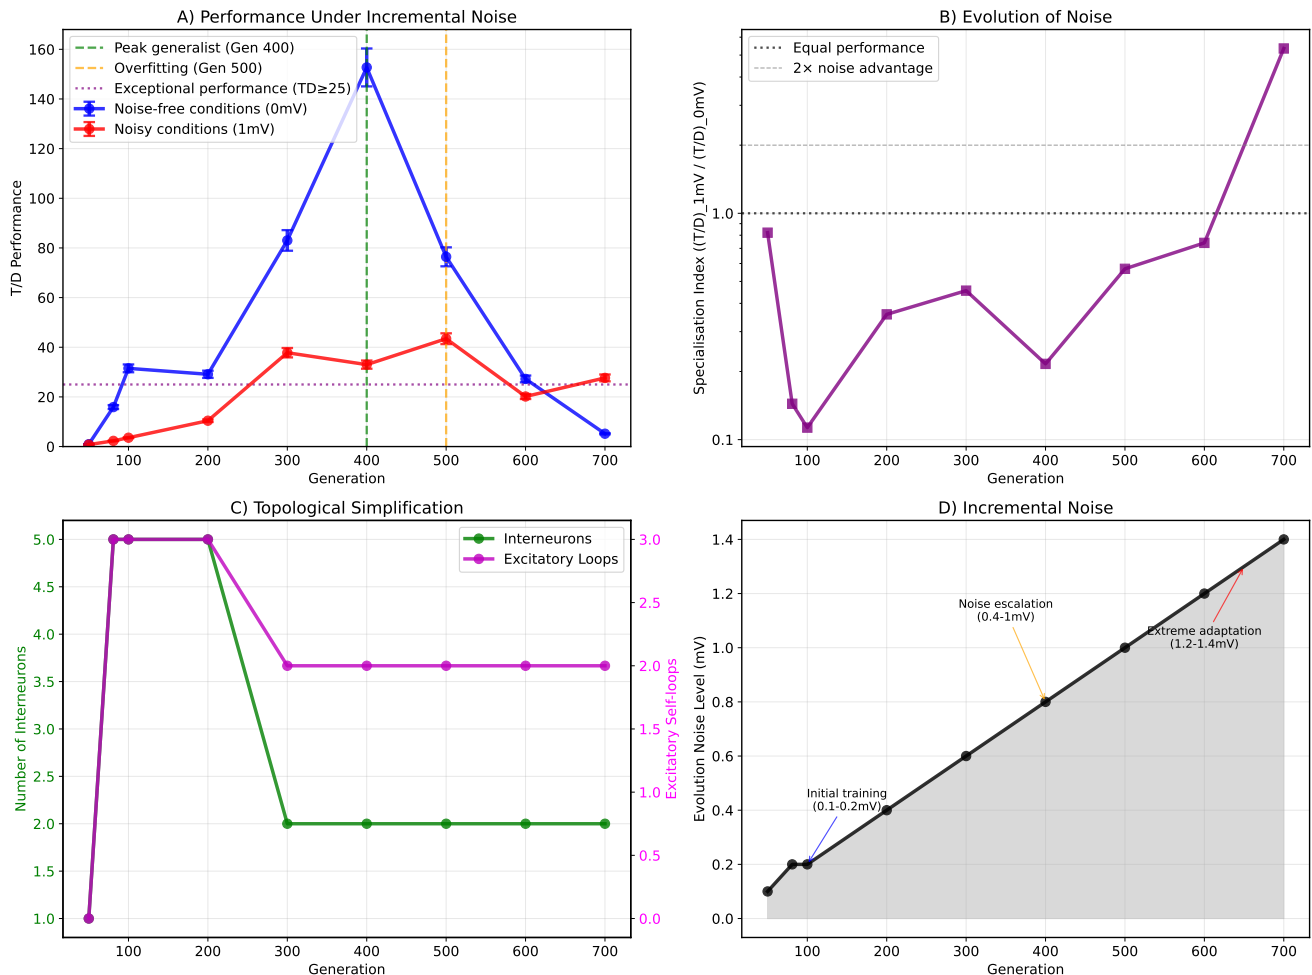 A) Performance Under Incremental Noise
T/D Performance
160
140
120
100
80
60
40
20
0
Peak generalist (Gen 400)
Overfitting (Gen 500)
Exceptional performance (TD≥25)
Noise-free conditions (0mV)
Noisy conditions (1mV)
100 200 300 400 500 600 700
Generation
B) Evolution of Noise
Specialisation Index ((T/D)_1mV / (T/D)_0mV)
1.0
0.1
Equal performance
2× noise advantage
100 200 300 400 500 600 700
Generation
C) Topological Simplification
Number of Interneurons
5.0
4.5
4.0
3.5
3.0
2.5
2.0
1.5
1.0
Interneurons
Excitatory Loops
3.0
2.5
2.0
1.5
1.0
0.5
0.0
Excitatory Self-loops
100 200 300 400 500 600 700
Generation
D) Incremental Noise
Evolution Noise Level (mV)
1.4
1.2
1.0
0.8
0.6
0.4
0.2
0.0
Noise escalation
(0.4-1mV)
Extreme adaptation
(1.2-1.4mV)
Initial training
(0.1-0.2mV)
100 200 300 400 500 600 700
Generation